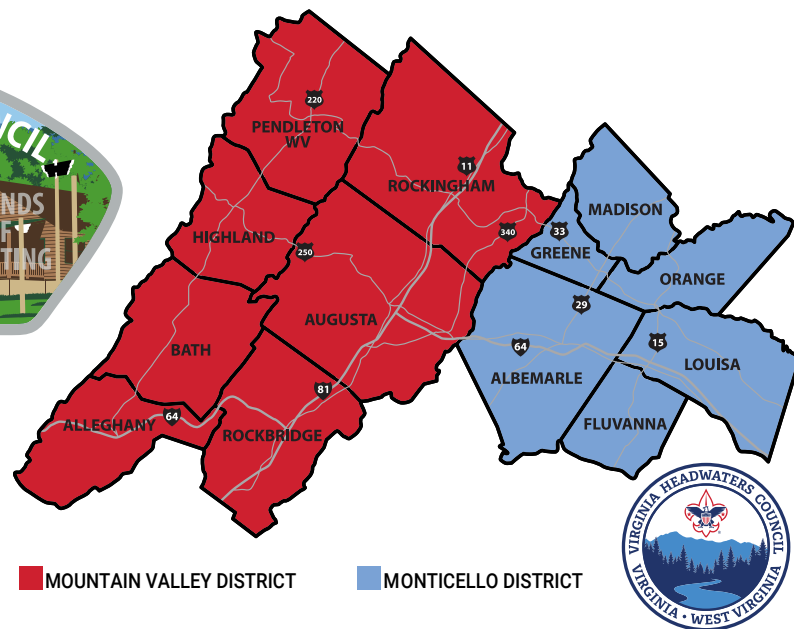 CIL
NDS
F
TING
220
PENDLETON
WV
11
ROCKINGHAM
340
HIGHLAND
250
AUGUSTA
BATH
81
ALLEGHANY
64
ROCKBRIDGE
MADISON
33
GREENE
ORANGE
29
64
15
LOUISA
ALBEMARLE
FLUVANNA
MOUNTAIN VALLEY DISTRICT
MONTICELLO DISTRICT
VIRGINIA HEADWATERS COUNCIL
VIRGINIA • WEST VIRGINIA